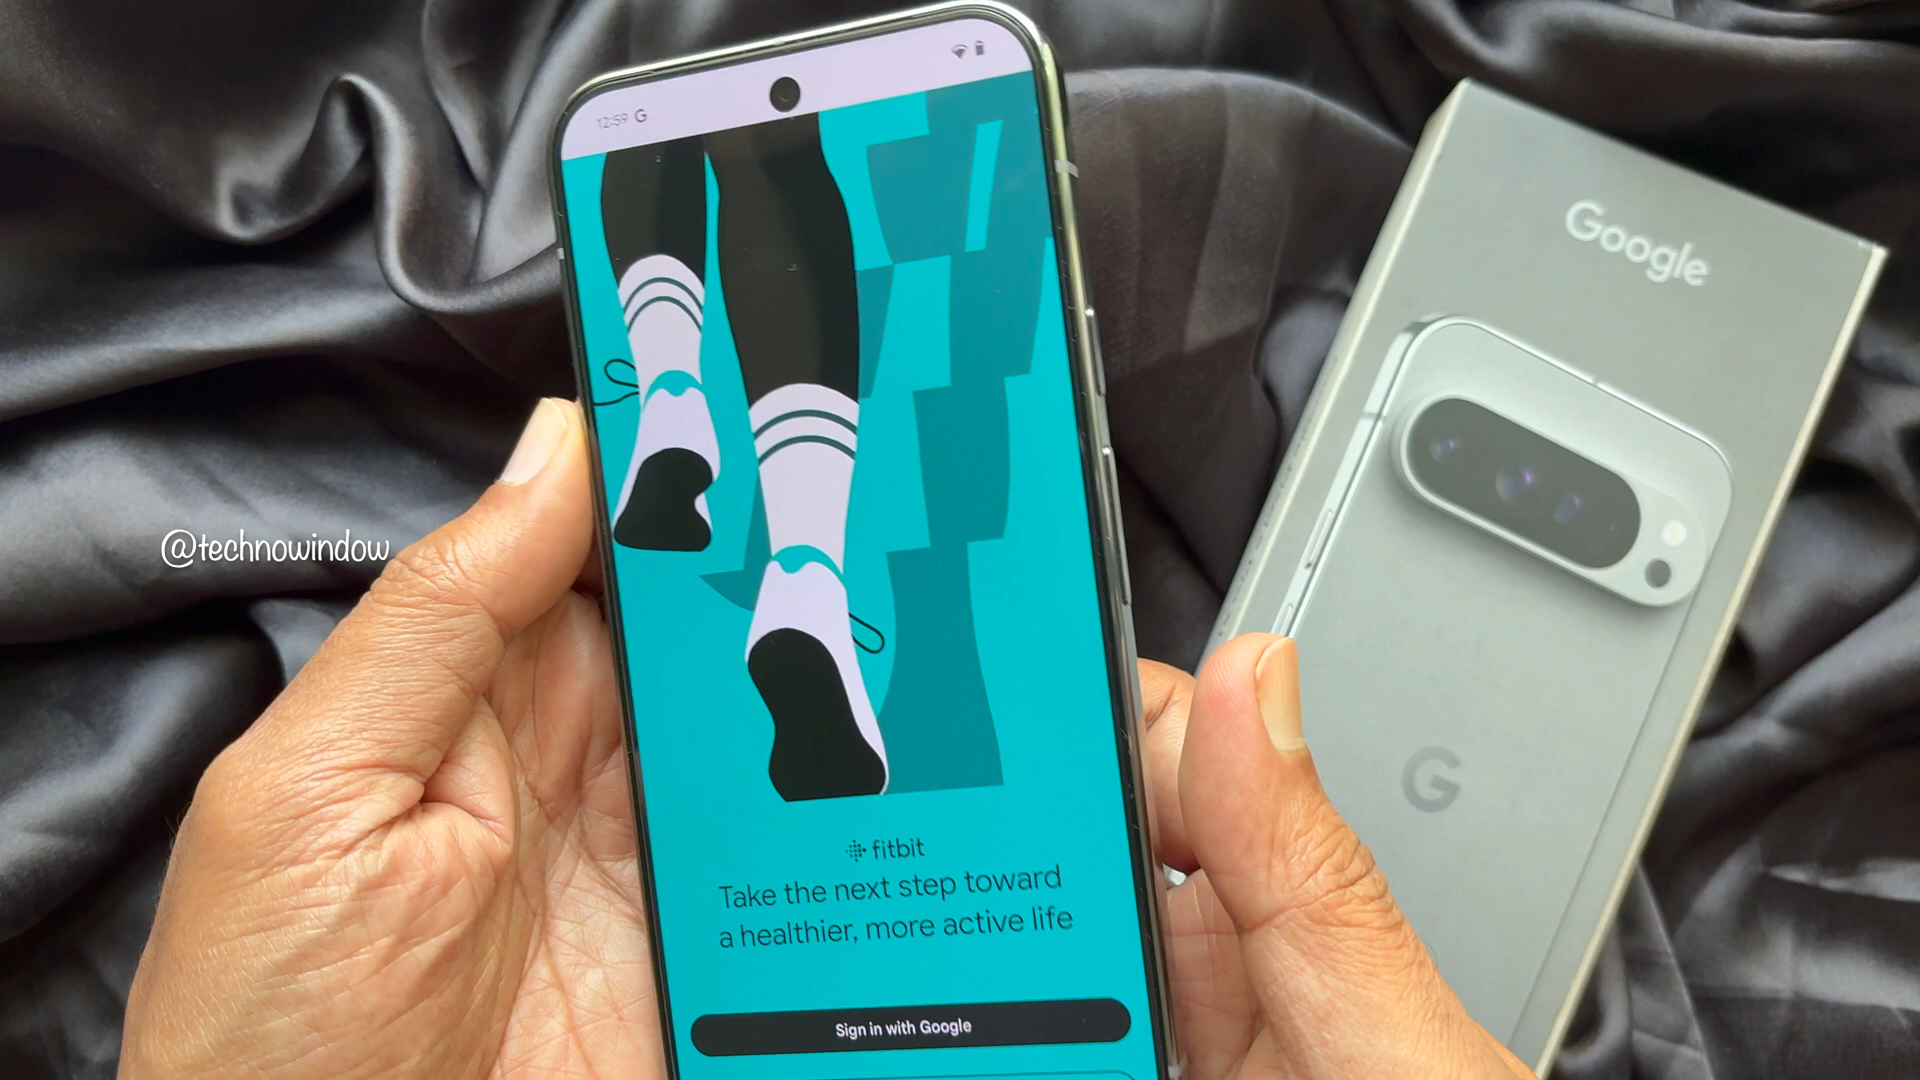 12:59 G
@technowindow
fitbit
Take the next step toward
a healthier, more active life
Sign in with Google
Google
G